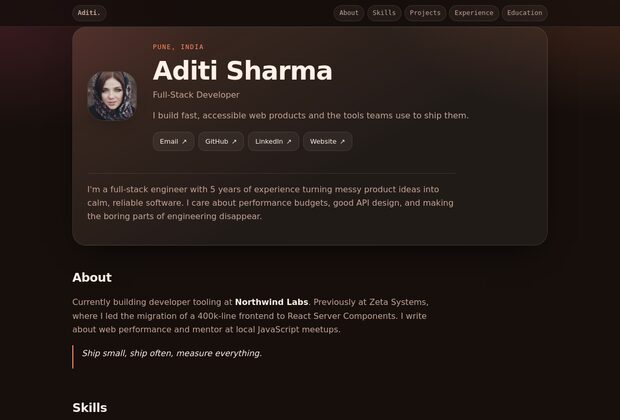 Aditi.
About Skills Projects Experience Education
PUNE, INDIA
Aditi Sharma
Full-Stack Developer
I build fast, accessible web products and the tools teams use to ship them.
Email ↗ GitHub ↗ LinkedIn ↗ Website ↗
I'm a full-stack engineer with 5 years of experience turning messy product ideas into
calm, reliable software. I care about performance budgets, good API design, and making
the boring parts of engineering disappear.
About
Currently building developer tooling at Northwind Labs. Previously at Zeta Systems,
where I led the migration of a 400k-line frontend to React Server Components. I write
about web performance and mentor at local JavaScript meetups.
Ship small, ship often, measure everything.
Skills